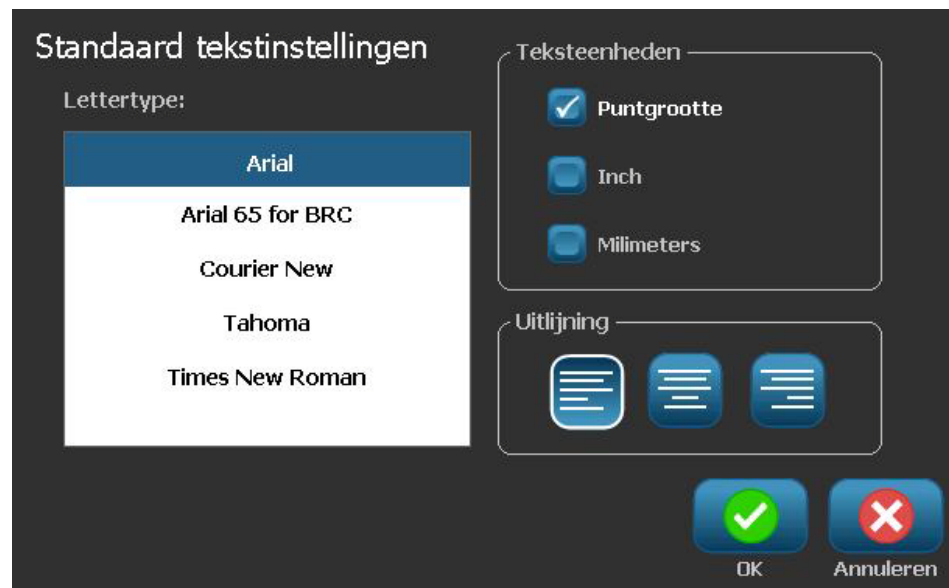 Standaard tekstinstellingen
Lettertype:
Arial
Arial 65 for BRC
Courier New
Tahoma
Times New Roman
Teksteenheden
Puntgrootte
Inch
Milimeters
Uitlijning
OK
Annuleren